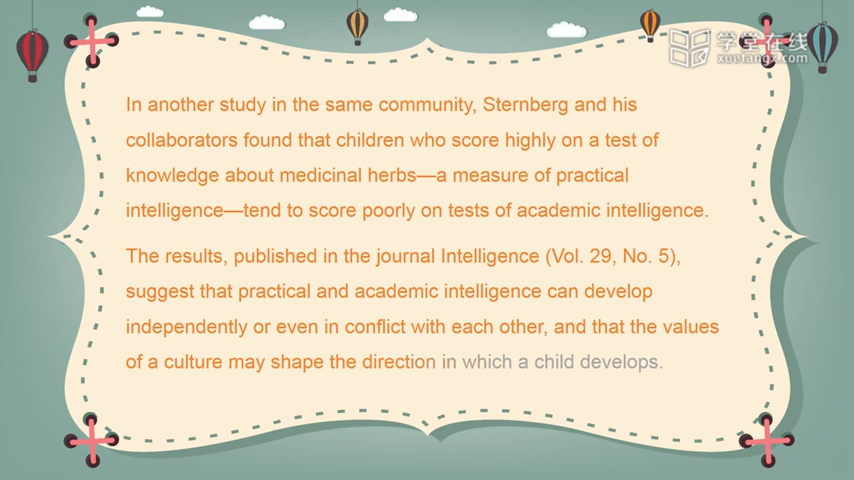 学堂在线
xuetangz.com
In another study in the same community, Sternberg and his
collaborators found that children who score highly on a test of
knowledge about medicinal herbs—a measure of practical
intelligence—tend to score poorly on tests of academic intelligence.
The results, published in the journal Intelligence (Vol. 29, No. 5),
suggest that practical and academic intelligence can develop
independently or even in conflict with each other, and that the values
of a culture may shape the direction in which a child develops.